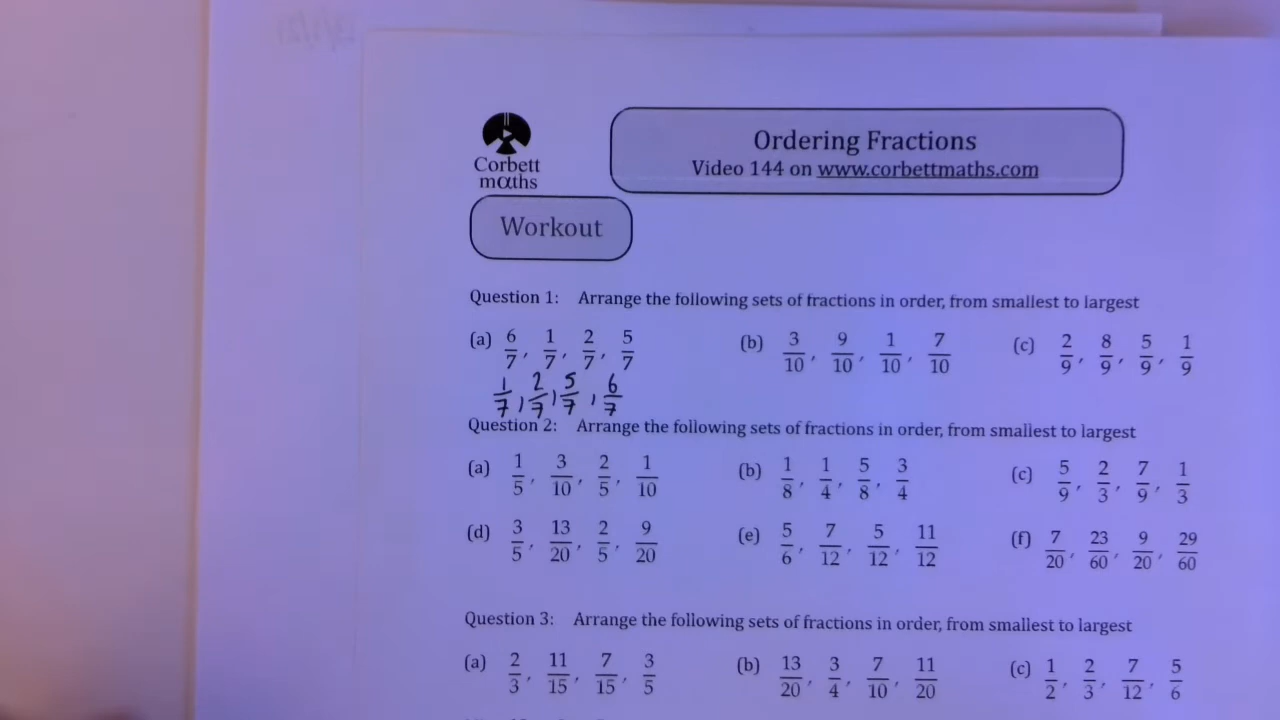 Corbett
mαths
Ordering Fractions
Video 144 on www.corbettmaths.com
Workout
Question 1: Arrange the following sets of fractions in order, from smallest to largest
(a) 6/7, 1/7, 2/7, 5/7 (b) 3/10, 9/10, 1/10, 7/10 (c) 2/9, 8/9, 5/9, 1/9
1/7, 2/7, 5/7, 6/7
Question 2: Arrange the following sets of fractions in order, from smallest to largest
(a) 1/5, 3/10, 2/5, 1/10 (b) 1/8, 1/4, 5/8, 3/4 (c) 5/9, 2/3, 7/9, 1/3
(d) 3/5, 13/20, 2/5, 9/20 (e) 5/6, 7/12, 5/12, 11/12 (f) 7/20, 23/60, 9/20, 29/60
Question 3: Arrange the following sets of fractions in order, from smallest to largest
(a) 2/3, 11/15, 7/15, 3/5 (b) 13/20, 3/4, 7/10, 11/20 (c) 1/2, 2/3, 7/12, 5/6